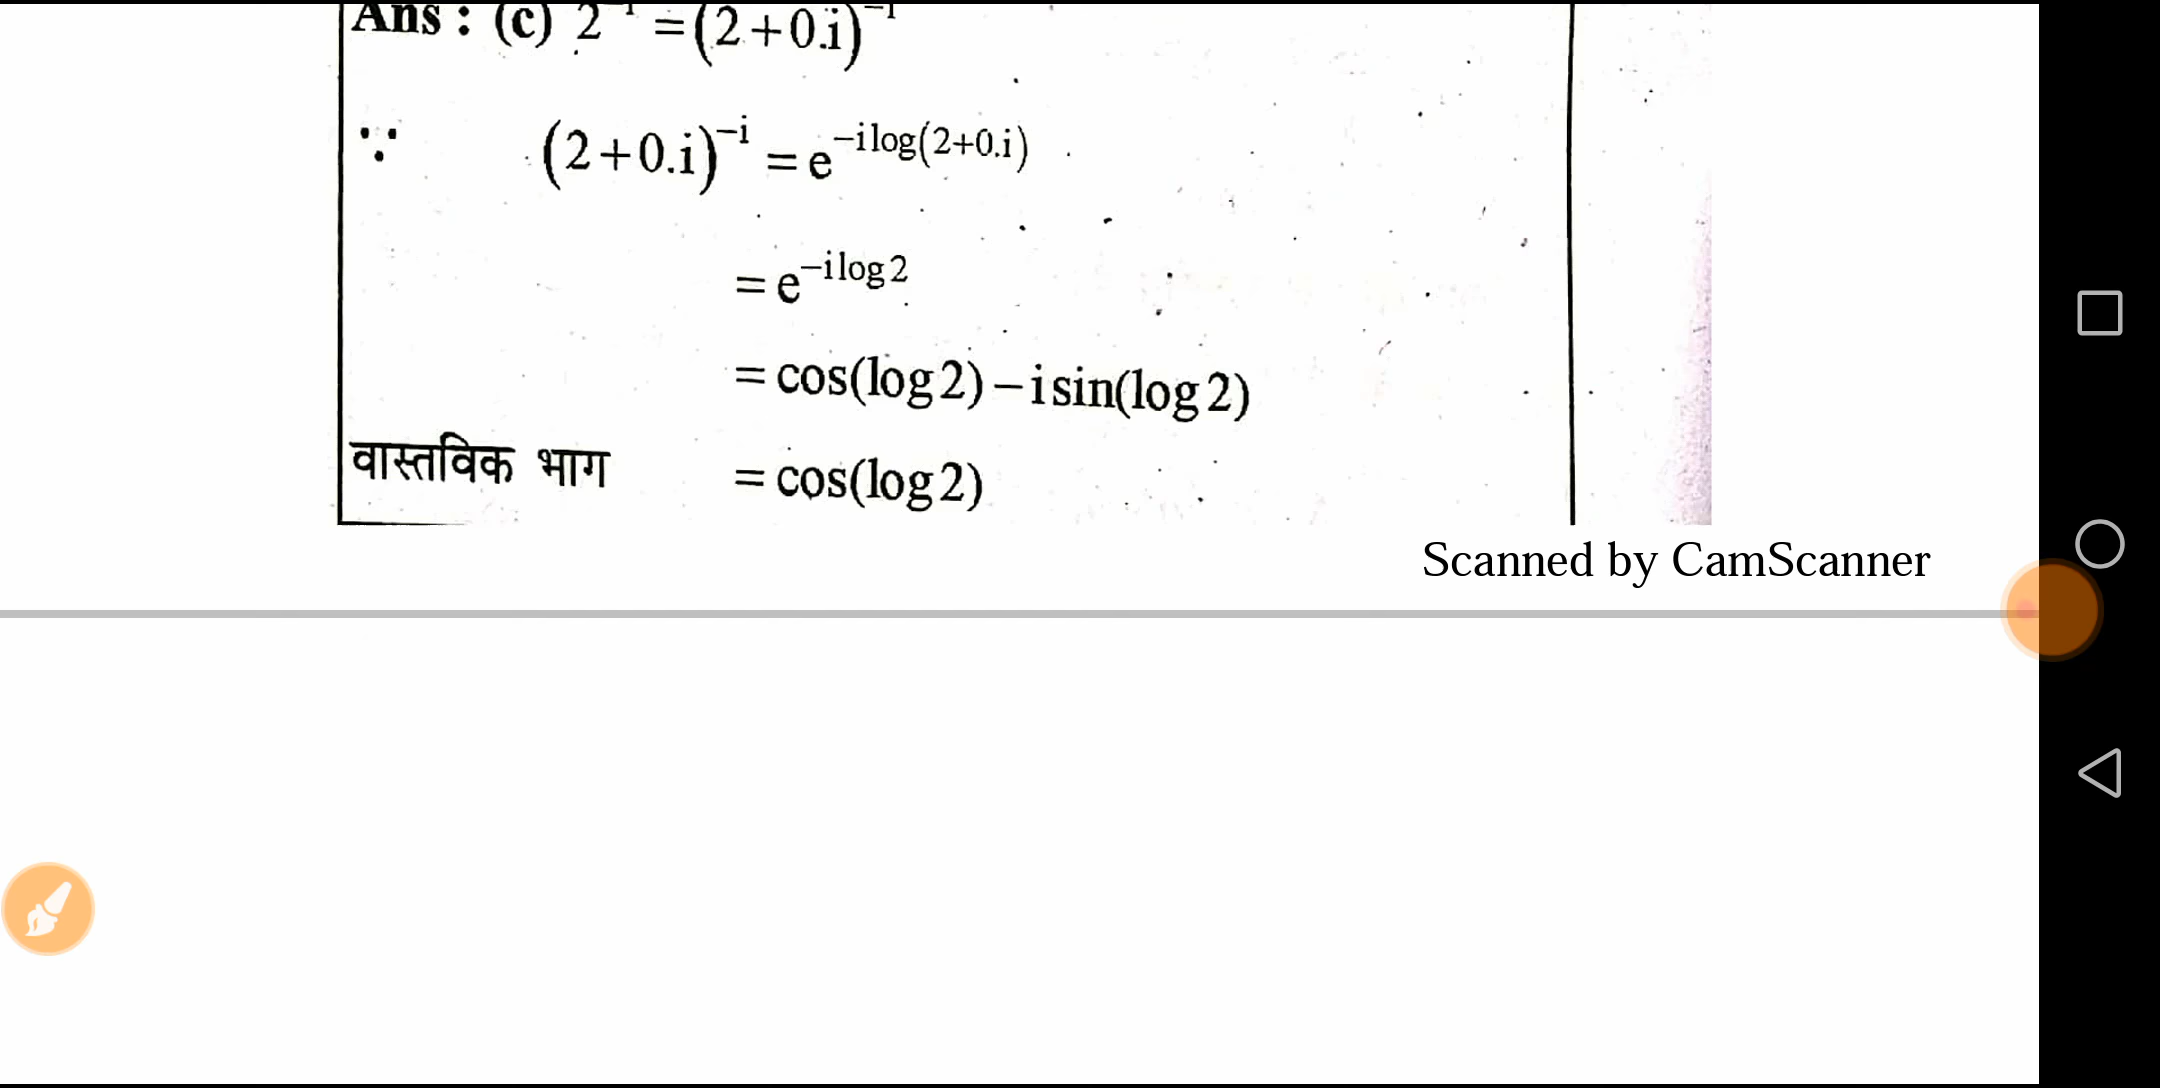 Ans : (c) 2⁻ⁱ =(2+0.i)⁻ⁱ
∵ (2+0.i)⁻ⁱ = e^{−i log(2+0.i)}
= e^{−i log 2}
= cos(log 2) − i sin(log 2)
वास्तविक भाग = cos(log 2)
Scanned by CamScanner